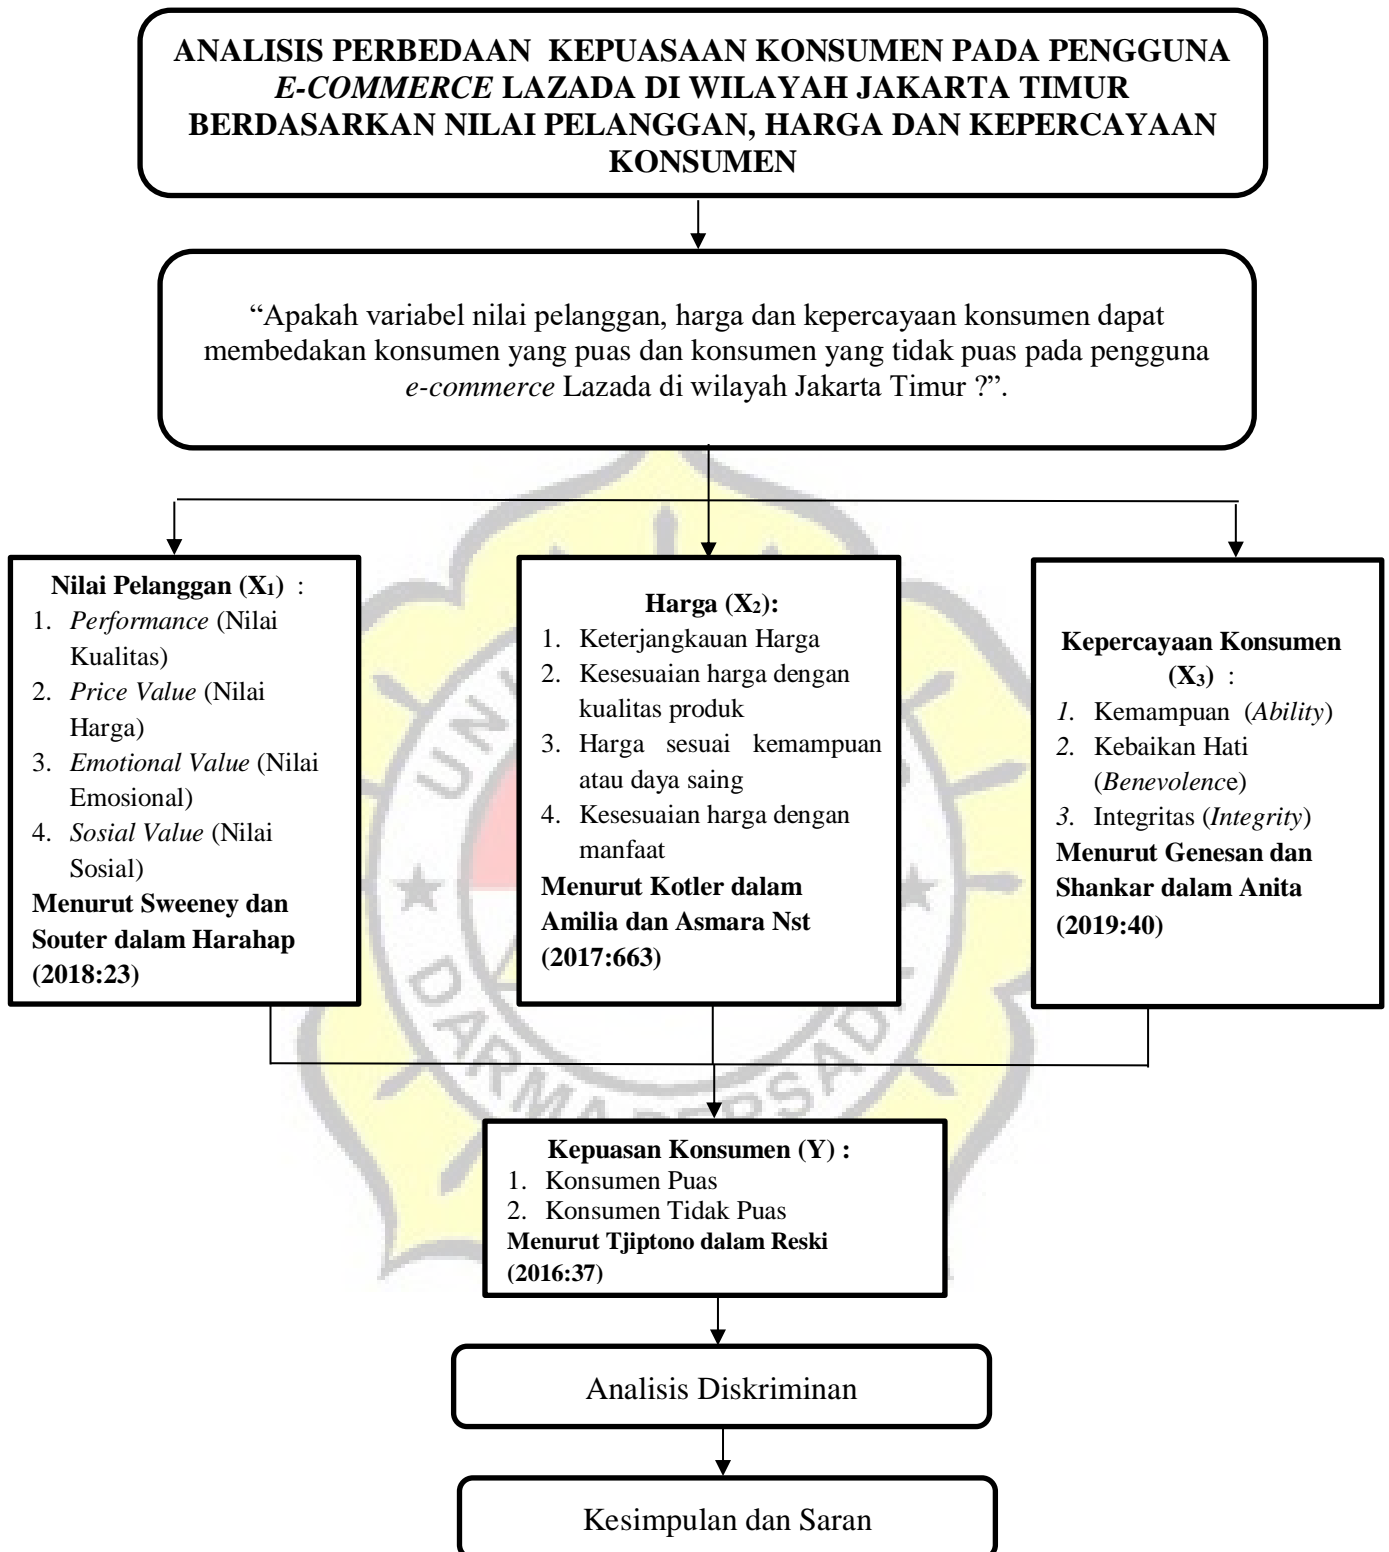 ANALISIS PERBEDAAN KEPUASAAN KONSUMEN PADA PENGGUNA
E-COMMERCE LAZADA DI WILAYAH JAKARTA TIMUR
BERDASARKAN NILAI PELANGGAN, HARGA DAN KEPERCAYAAN
KONSUMEN
“Apakah variabel nilai pelanggan, harga dan kepercayaan konsumen dapat
membedakan konsumen yang puas dan konsumen yang tidak puas pada pengguna
e-commerce Lazada di wilayah Jakarta Timur ?”.
Nilai Pelanggan (X₁) :
1. Performance (Nilai
Kualitas)
2. Price Value (Nilai
Harga)
3. Emotional Value (Nilai
Emosional)
4. Sosial Value (Nilai
Sosial)
Menurut Sweeney dan
Souter dalam Harahap
(2018:23)
Harga (X₂):
1. Keterjangkauan Harga
2. Kesesuaian harga dengan
kualitas produk
3. Harga sesuai kemampuan
atau daya saing
4. Kesesuaian harga dengan
manfaat
Menurut Kotler dalam
Amilia dan Asmara Nst
(2017:663)
Kepercayaan Konsumen
(X₃) :
1. Kemampuan (Ability)
2. Kebaikan Hati
(Benevolence)
3. Integritas (Integrity)
Menurut Genesan dan
Shankar dalam Anita
(2019:40)
Kepuasan Konsumen (Y) :
1. Konsumen Puas
2. Konsumen Tidak Puas
Menurut Tjiptono dalam Reski
(2016:37)
Analisis Diskriminan
Kesimpulan dan Saran